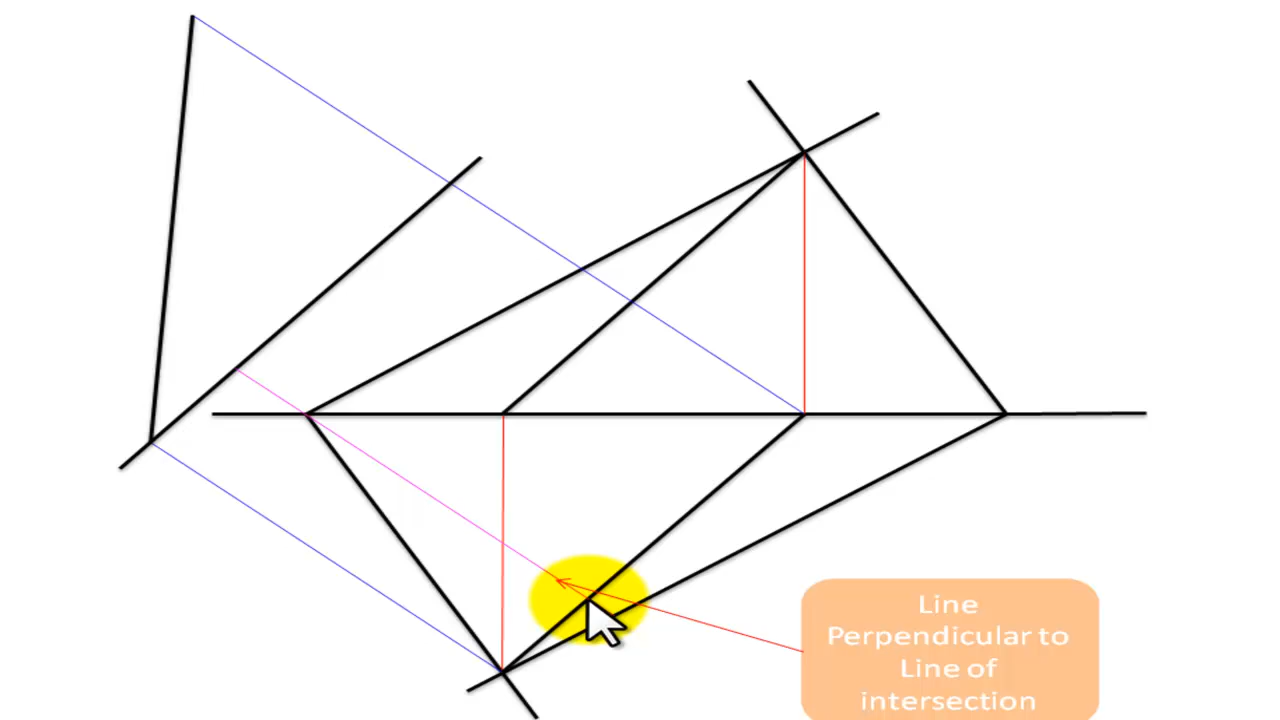 Line
Perpendicular to
Line of
intersection